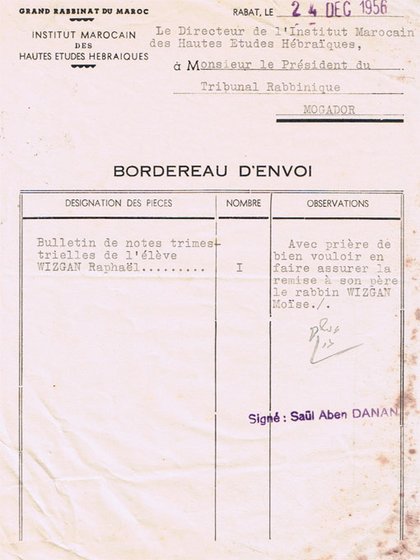 GRAND RABBINAT DU MAROC
INSTITUT MAROCAIN
DES
HAUTES ETUDES HEBRAIQUES
RABAT, LE 24 DEC 1956
Le Directeur de l'Institut Marocain
des Hautes Etudes Hébraïques,
à Monsieur le Président du
Tribunal Rabbinique
MOGADOR
BORDEREAU D'ENVOI
DESIGNATION DES PIECES
NOMBRE
OBSERVATIONS
Bulletin de notes trimes-
trielles de l'élève
WIZGAN Raphaël.........
I
Avec prière de
bien vouloir en
faire assurer la
remise à son père
le rabbin WIZGAN
Moïse./.
Signé : Saül Aben DANAN